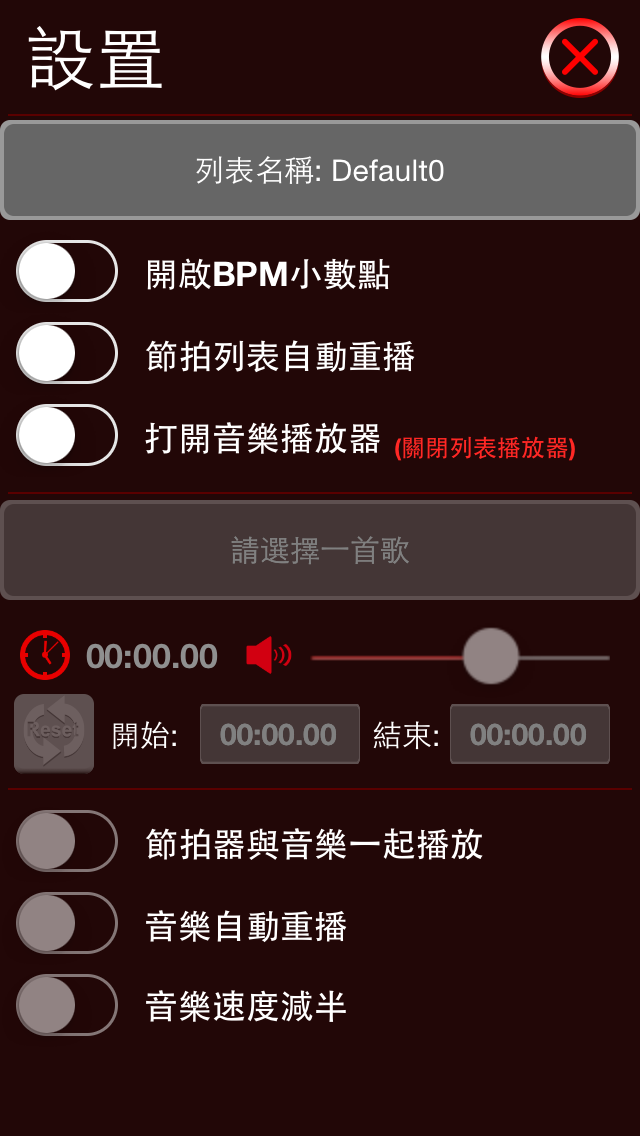 設置
列表名稱: Default0
開啟BPM小數點
節拍列表自動重播
打開音樂播放器 (關閉列表播放器)
請選擇一首歌
00:00.00
Reset 開始: 00:00.00 結束: 00:00.00
節拍器與音樂一起播放
音樂自動重播
音樂速度減半